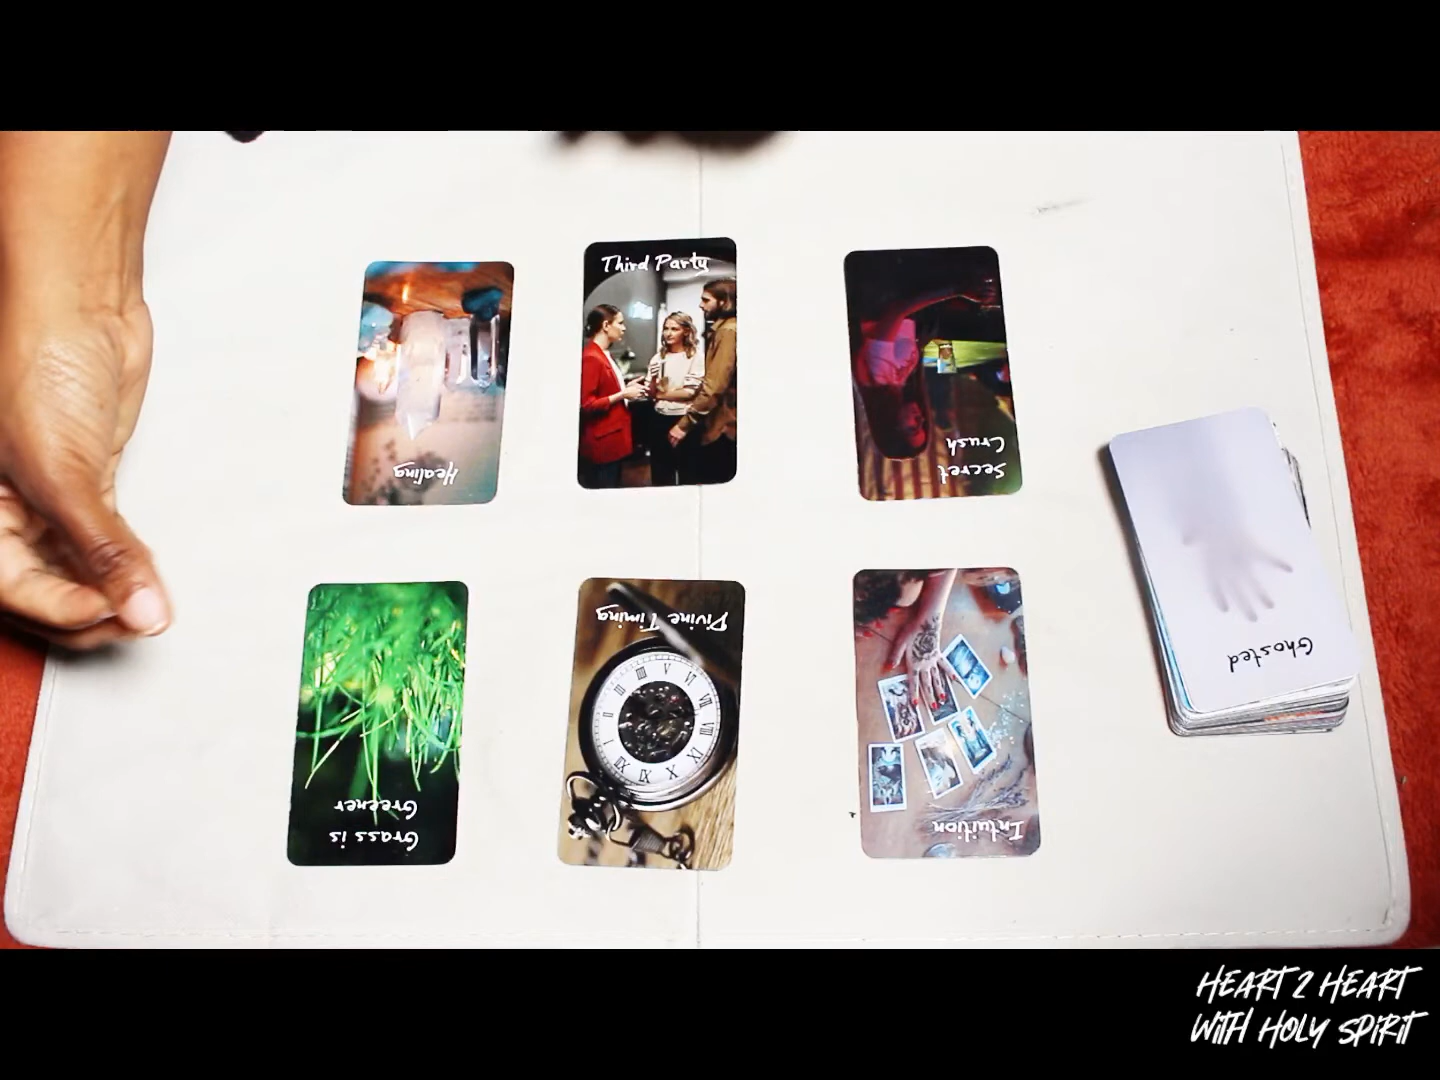 Third Party
Healing
Secret
Crush
Ghosted
Divine Timing
Grass is
Greener
Intuition
HEART 2 HEART
WITH HOLY SPIRIT